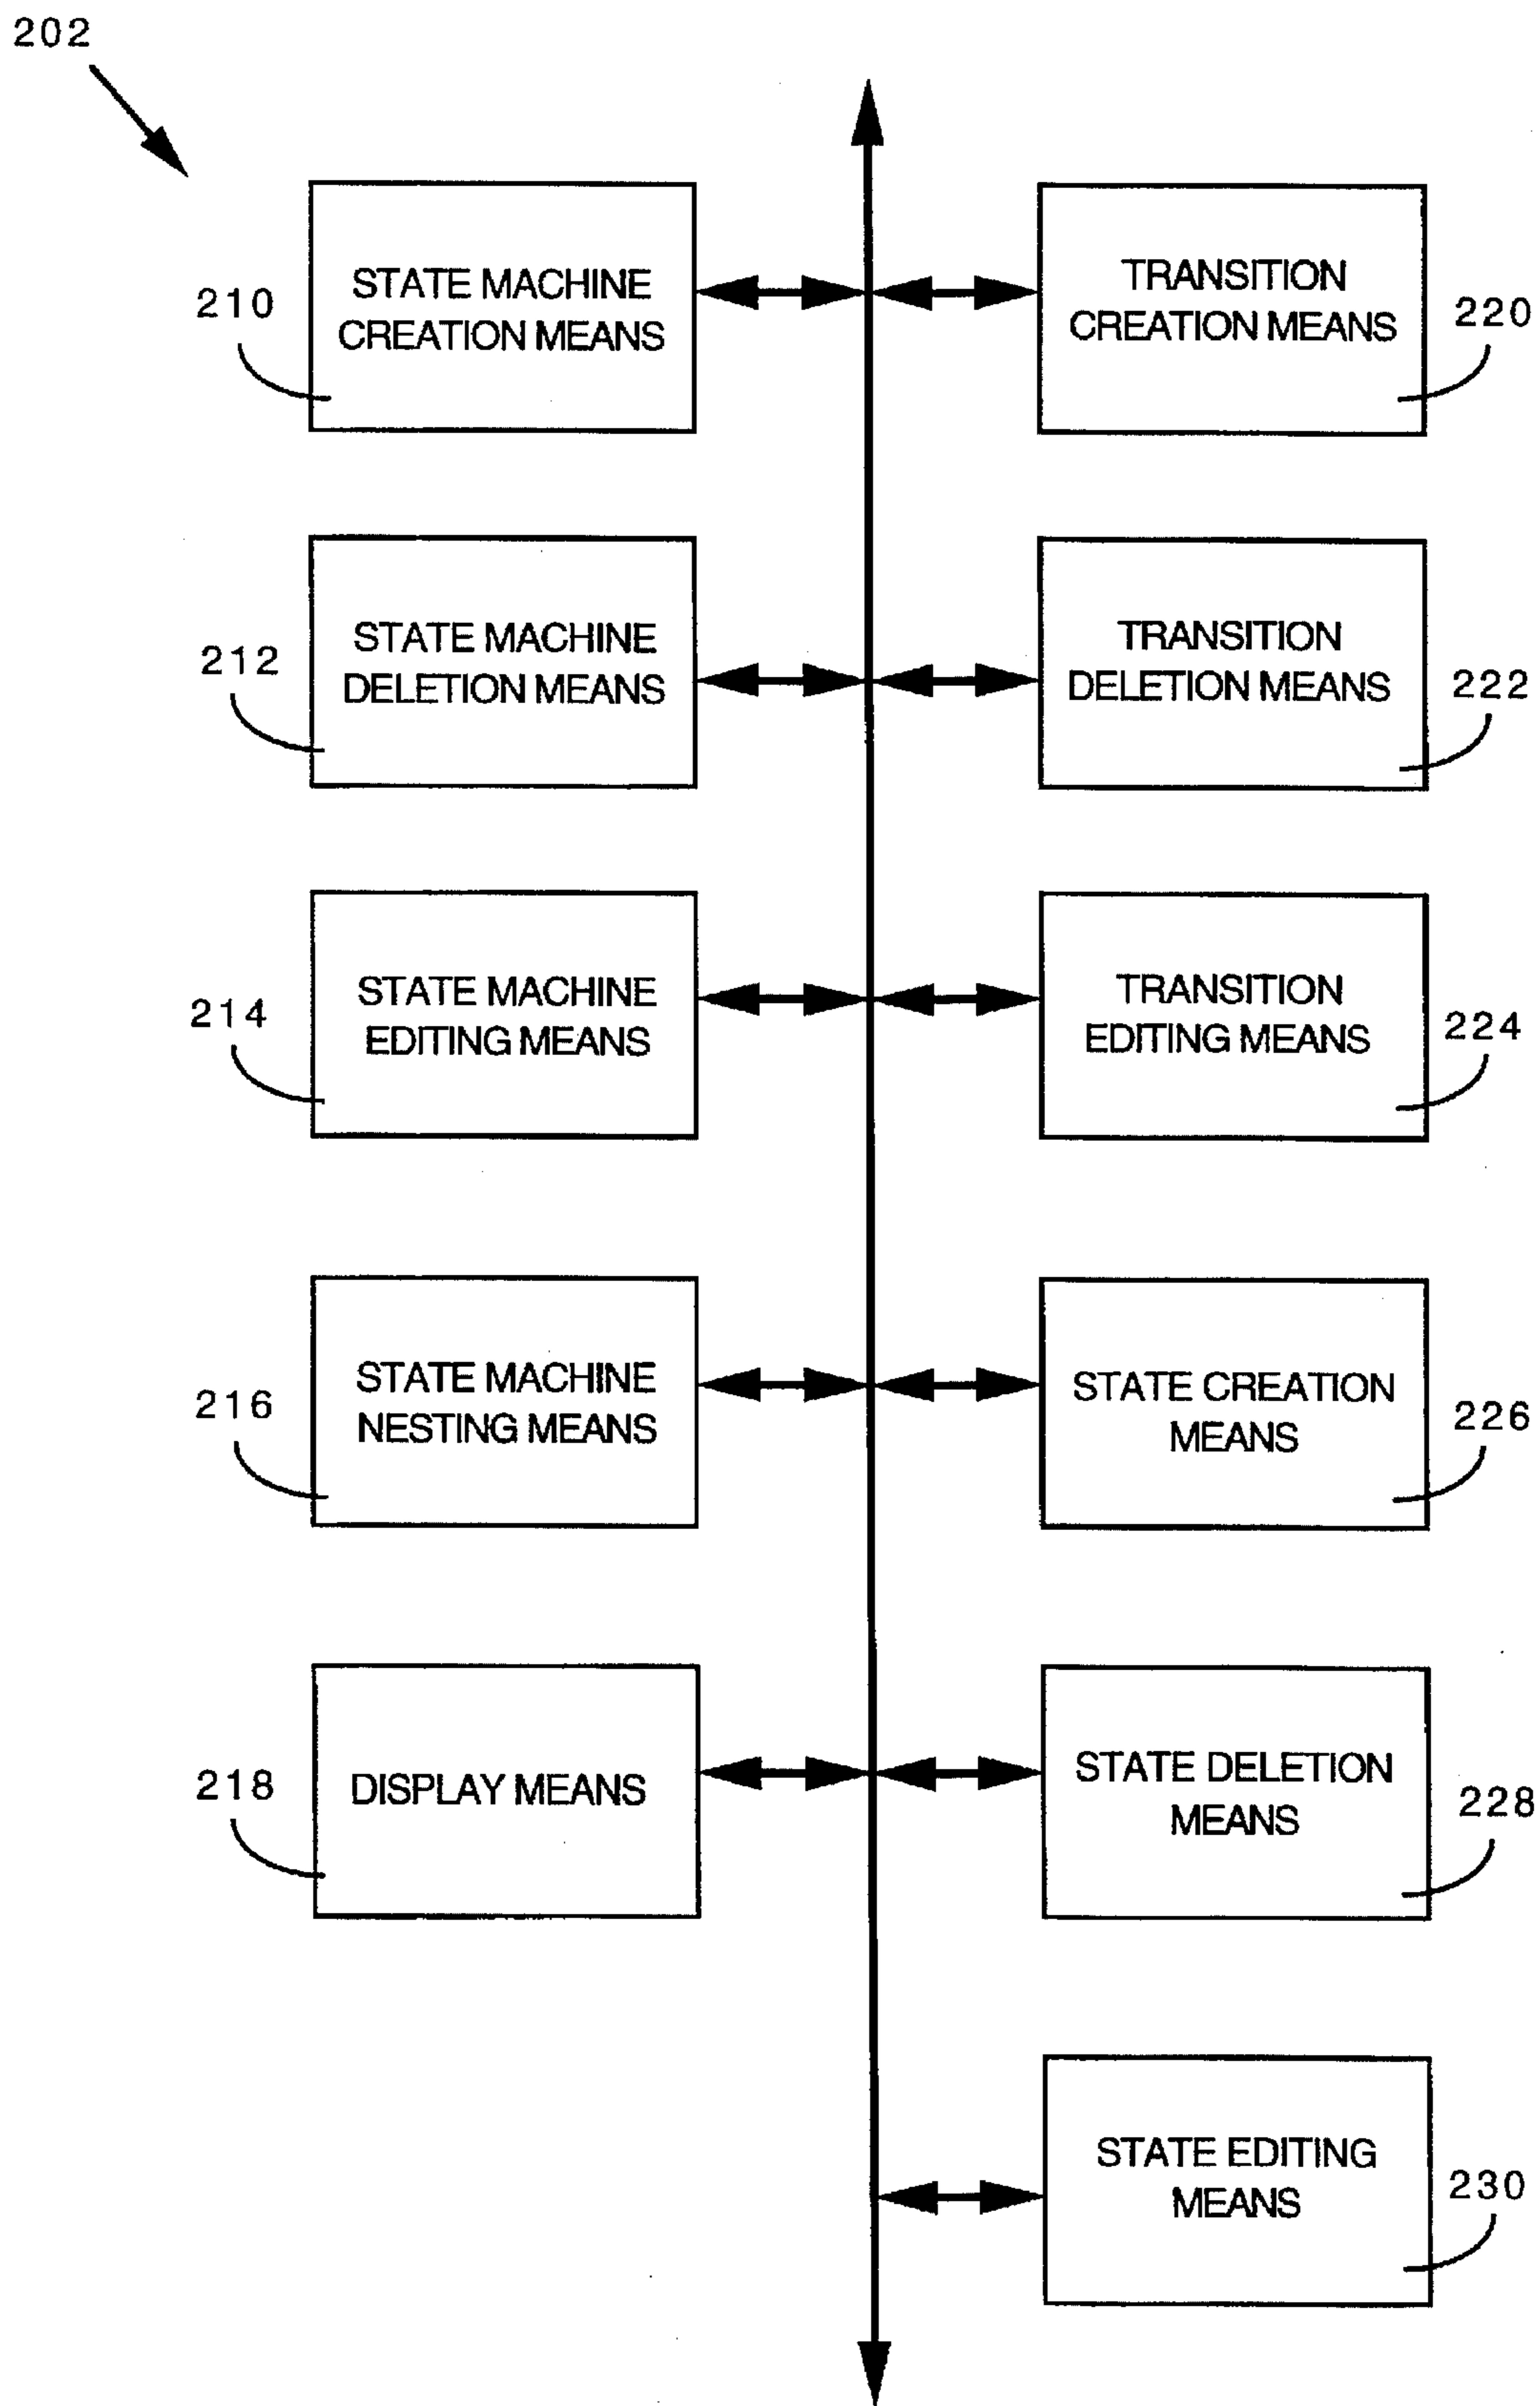 202
210
STATE MACHINE
CREATION MEANS
TRANSITION
CREATION MEANS
220
212
STATE MACHINE
DELETION MEANS
TRANSITION
DELETION MEANS
222
214
STATE MACHINE
EDITING MEANS
TRANSITION
EDITING MEANS
224
216
STATE MACHINE
NESTING MEANS
STATE CREATION
MEANS
226
218
DISPLAY MEANS
STATE DELETION
MEANS
228
STATE EDITING
MEANS
230